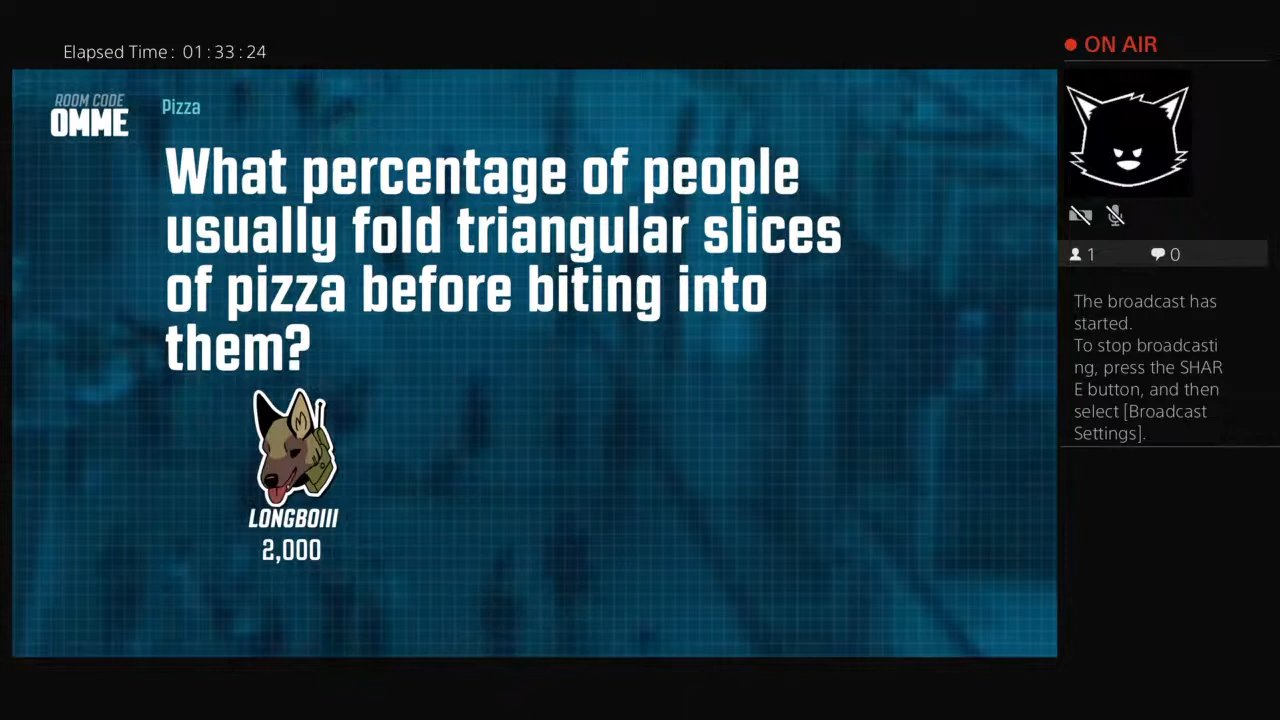 Elapsed Time: 01:33:24
ON AIR
ROOM CODE
OMME
Pizza
What percentage of people
usually fold triangular slices
of pizza before biting into
them?
LONGBOIII
2,000
1
0
The broadcast has
started.
To stop broadcasti
ng, press the SHAR
E button, and then
select [Broadcast
Settings].